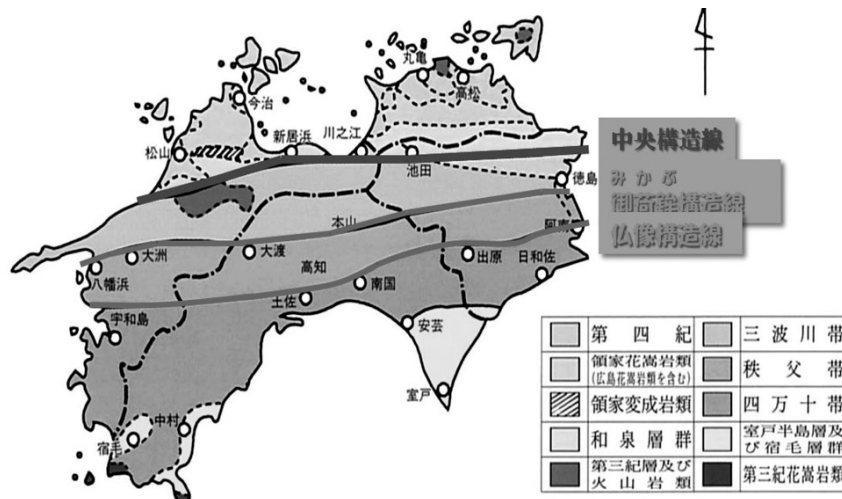 今治
丸亀
高松
松山
新居浜
川之江
池田
徳島
中央構造線
みかぶ
御荷鉾構造線
仏像構造線
本山
阿南
大洲
大渡
高知
出原
日和佐
八幡浜
土佐
南国
宇和島
安芸
室戸
中村
宿毛
第四紀
三波川帯
領家花崗岩類
(広島花崗岩類を含む)
秩父帯
領家変成岩類
四万十帯
和泉層群
室戸半島層及
び宿毛層群
第三紀層及び
火山岩類
第三紀花崗岩類